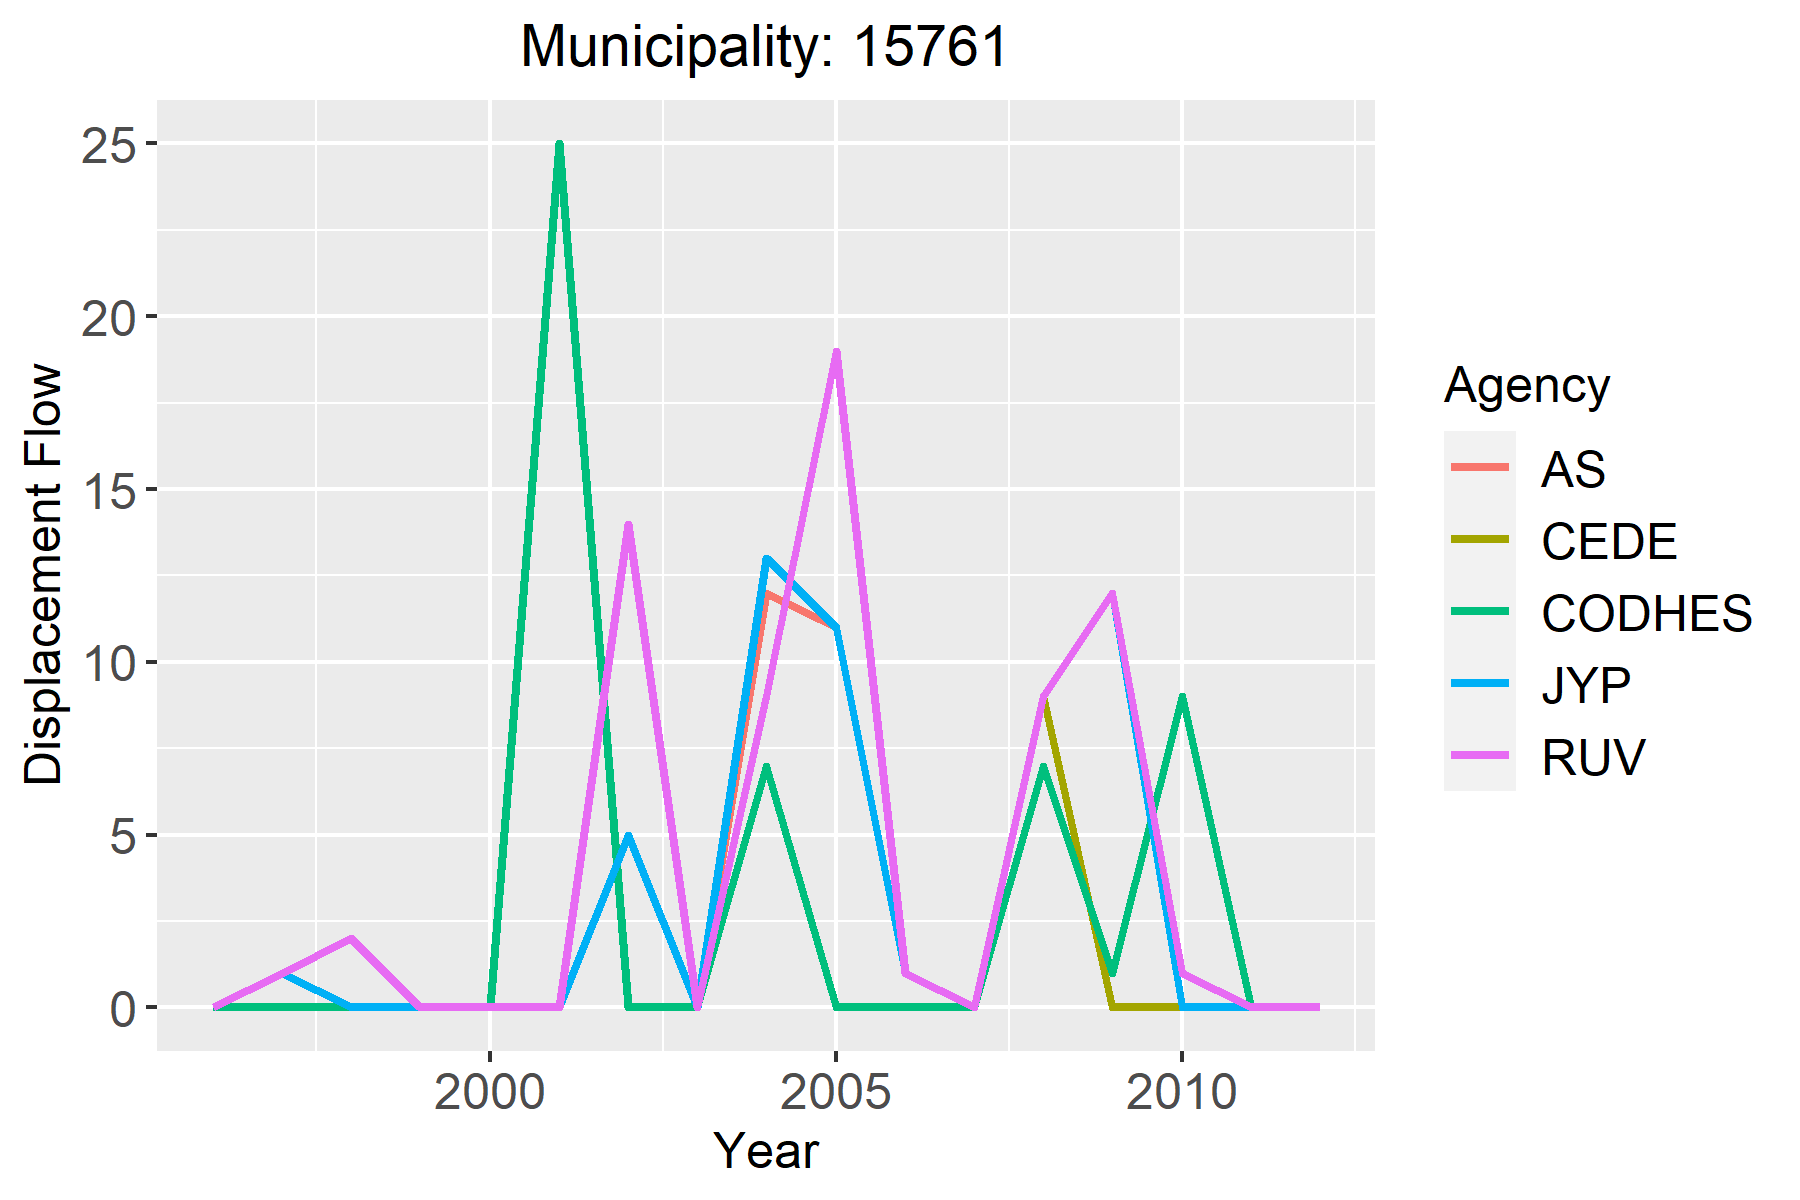 Municipality: 15761
25
20
15
10
5
0
Displacement Flow
2000
2005
2010
Year
Agency
AS
CEDE
CODHES
JYP
RUV